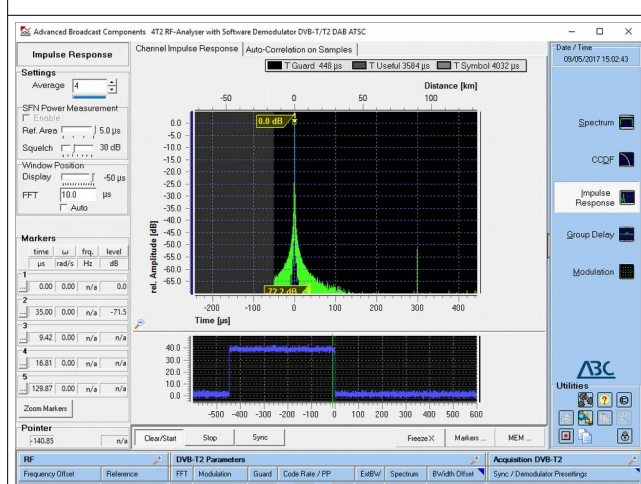 Advanced Broadcast Components 4T2 RF-Analyser with Software Demodulator DVB-T/T2 DAB ATSC
Impulse Response
Channel Impulse Response Auto-Correlation on Samples
Date / Time
09/05/2017 15:02:43
T Guard 448 µs T Useful 3584 µs T Symbol 4032 µs
Settings
Average 4
SFN Power Measurement
Enable
Ref. Area 5.0 µs
Squelch 30 dB
Window Position
Display -50 µs
FFT 10.0 µs
Auto
Distance [km]
-50 0 50 100
0.0 dB
0.0
-5.0
-10.0
-15.0
-20.0
-25.0
-30.0
-35.0
-40.0
-45.0
-50.0
-55.0
-60.0
-65.0
rel. Amplitude [dB]
-72.2 dB
-200 -100 0 100 200 300 400
Time [µs]
Markers
time ω frq. level
µs rad/s Hz dB
1
... 0.00 0.00 n/a 0.0
2
... 35.00 0.00 n/a -71.5
3
... 9.42 0.00 n/a n/a
4
... 16.81 0.00 n/a n/a
5
... 129.87 0.00 n/a n/a
Zoom Markers
Pointer
-140.85 n/a
40.0
30.0
20.0
10.0
0.0
-500 -400 -300 -200 -100 0 100 200 300 400 500 600
Clear/Start Stop Sync Freeze X Markers ... MEM ...
Spectrum
CCDF
Impulse
Response
Group Delay
Modulation
ABC
Utilities
RF DVB-T2 Parameters Acquisition DVB-T2
Frequency Offset Reference FFT Modulation Guard Code Rate / PP ExtBW Spectrum BWidth Offset Sync / Demodulator Presettings